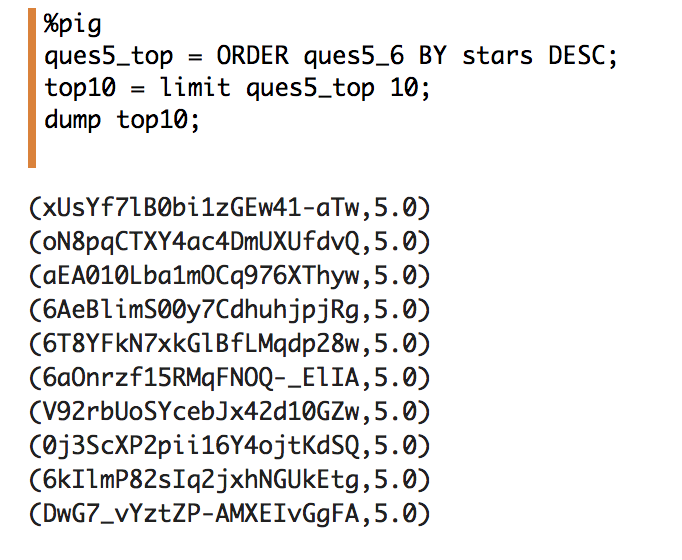 %pig
ques5_top = ORDER ques5_6 BY stars DESC;
top10 = limit ques5_top 10;
dump top10;
(xUsYf7lB0bi1zGEw41-aTw,5.0)
(oN8pqCTXY4ac4DmUXUfdvQ,5.0)
(aEA010Lba1mOCq976XThyw,5.0)
(6AeBlimS00y7CdhuhjpjRg,5.0)
(6T8YFkN7xkGlBfLMqdp28w,5.0)
(6aOnrzf15RMqFNOQ-_ElIA,5.0)
(V92rbUoSYcebJx42d10GZw,5.0)
(0j3ScXP2pii16Y4ojtKdSQ,5.0)
(6kIlmP82sIq2jxhNGUkEtg,5.0)
(DwG7_vYztZP-AMXEIvGgFA,5.0)